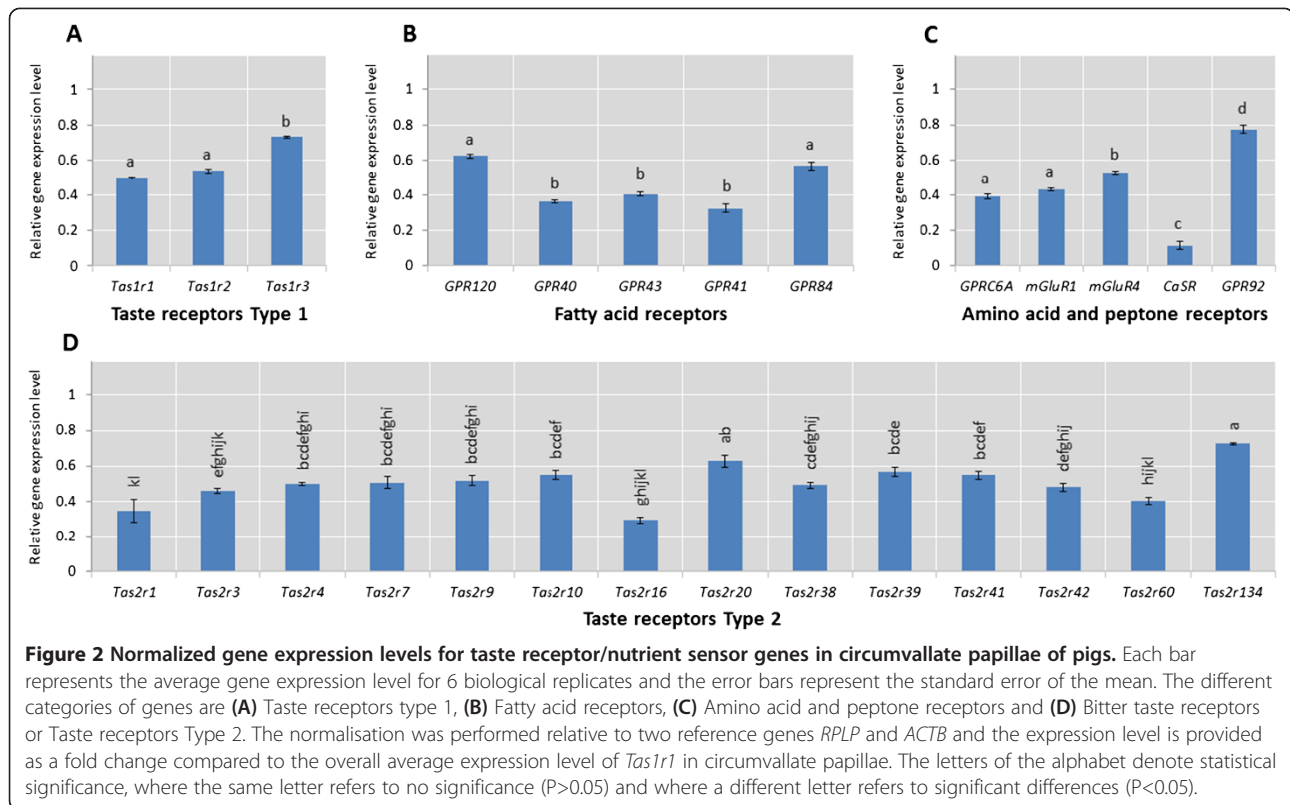 A
Relative gene expression level
1
0.8
0.6
0.4
0.2
0
a
a
b
Tas1r1 Tas1r2 Tas1r3
Taste receptors Type 1
B
Relative gene expression level
1
0.8
0.6
0.4
0.2
0
a
b
b
b
a
GPR120 GPR40 GPR43 GPR41 GPR84
Fatty acid receptors
C
Relative gene expression level
1
0.8
0.6
0.4
0.2
0
a
a
b
c
d
GPRC6A mGluR1 mGluR4 CaSR GPR92
Amino acid and peptone receptors
D
Relative gene expression level
1
0.8
0.6
0.4
0.2
0
kl
efghijk
bcdefghi
bcdefghi
bcdefghi
bcdef
ghijkl
ab
cdefghij
bcde
bcdef
defghij
hijkl
a
Tas2r1 Tas2r3 Tas2r4 Tas2r7 Tas2r9 Tas2r10 Tas2r16 Tas2r20 Tas2r38 Tas2r39 Tas2r41 Tas2r42 Tas2r60 Tas2r134
Taste receptors Type 2
Figure 2 Normalized gene expression levels for taste receptor/nutrient sensor genes in circumvallate papillae of pigs. Each bar
represents the average gene expression level for 6 biological replicates and the error bars represent the standard error of the mean. The different
categories of genes are (A) Taste receptors type 1, (B) Fatty acid receptors, (C) Amino acid and peptone receptors and (D) Bitter taste receptors
or Taste receptors Type 2. The normalisation was performed relative to two reference genes RPLP and ACTB and the expression level is provided
as a fold change compared to the overall average expression level of Tas1r1 in circumvallate papillae. The letters of the alphabet denote statistical
significance, where the same letter refers to no significance (P>0.05) and where a different letter refers to significant differences (P<0.05).